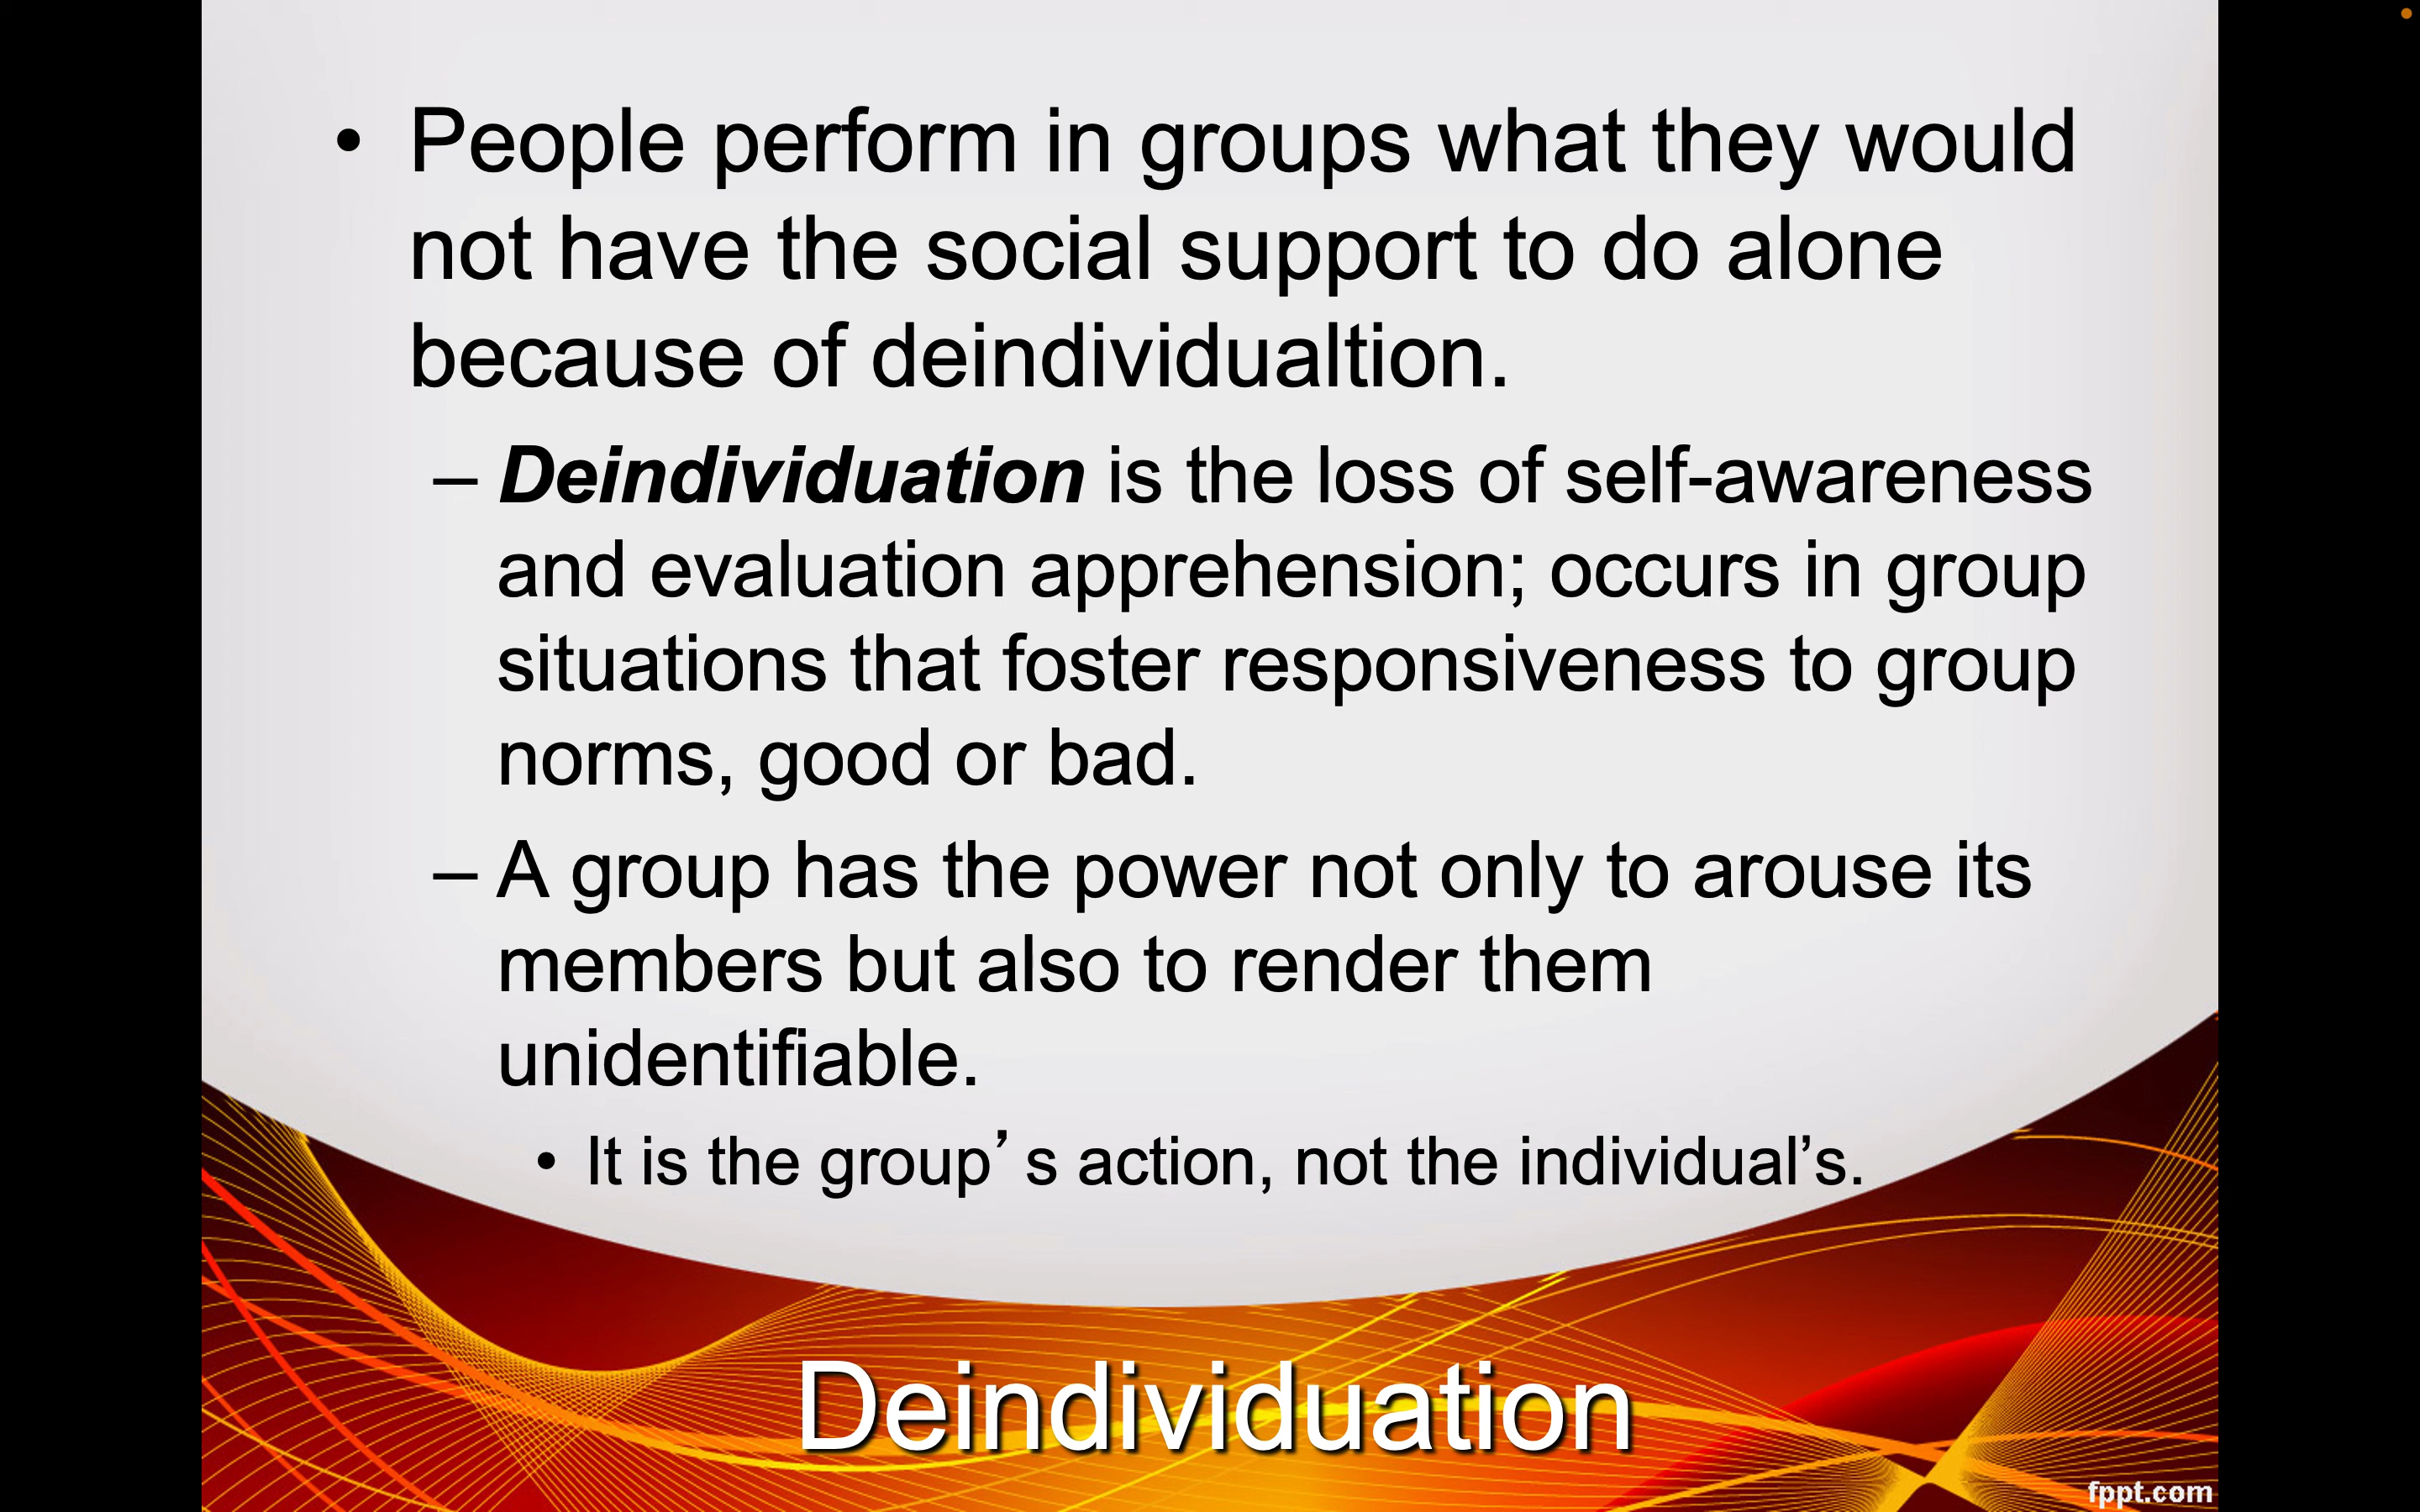 • People perform in groups what they would
not have the social support to do alone
because of deindividualtion.
– Deindividuation is the loss of self-awareness
and evaluation apprehension; occurs in group
situations that foster responsiveness to group
norms, good or bad.
– A group has the power not only to arouse its
members but also to render them
unidentifiable.
• It is the group’s action, not the individual’s.
Deindividuation
fppt.com